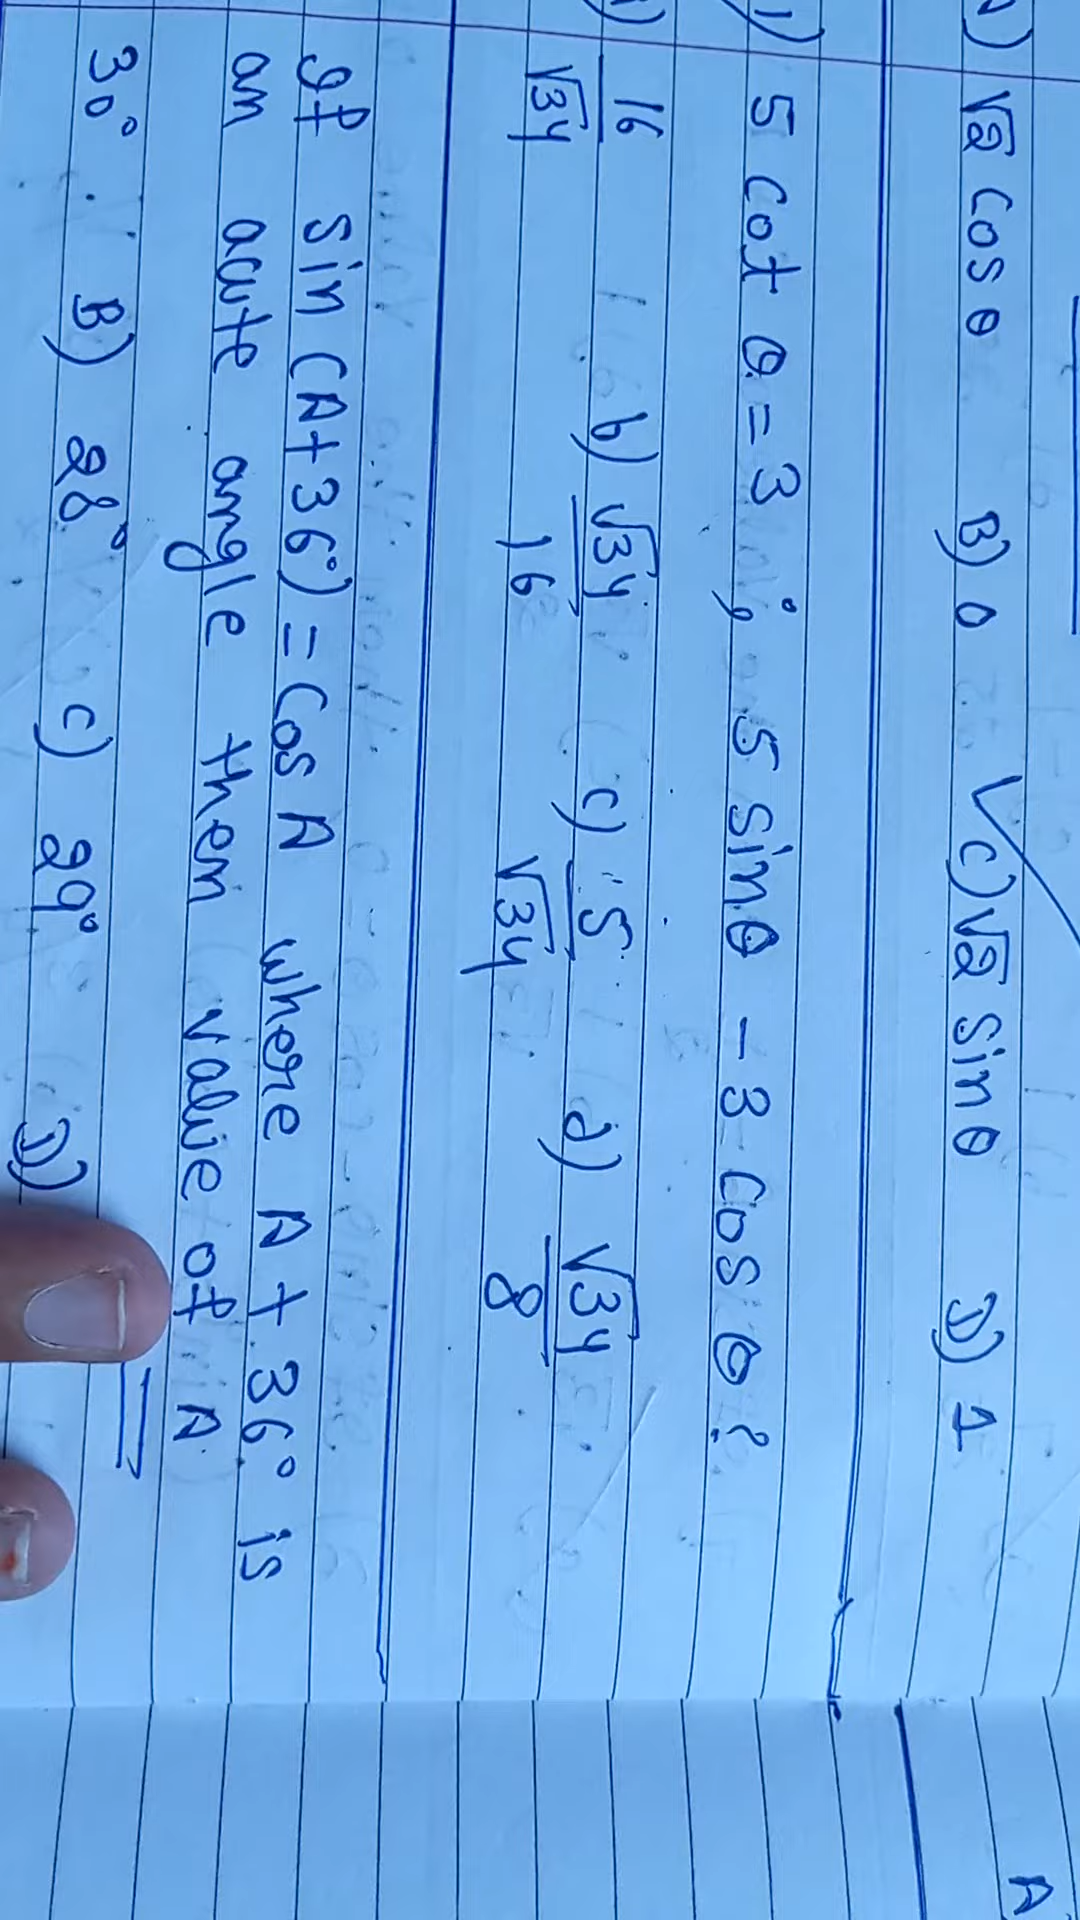 ) √2 Cos θ B) 0 ✓ C) √2 Sin θ D) 1
1) 5 cot θ = 3 ; 5 sin θ - 3 Cos θ ?
) 16/√34 b) √34/16 c) 5/√34 d) √34/8
If Sin (A + 36°) = Cos A where A + 36° is
an acute angle then value of A
30° B) 28° C) 29° D)
A